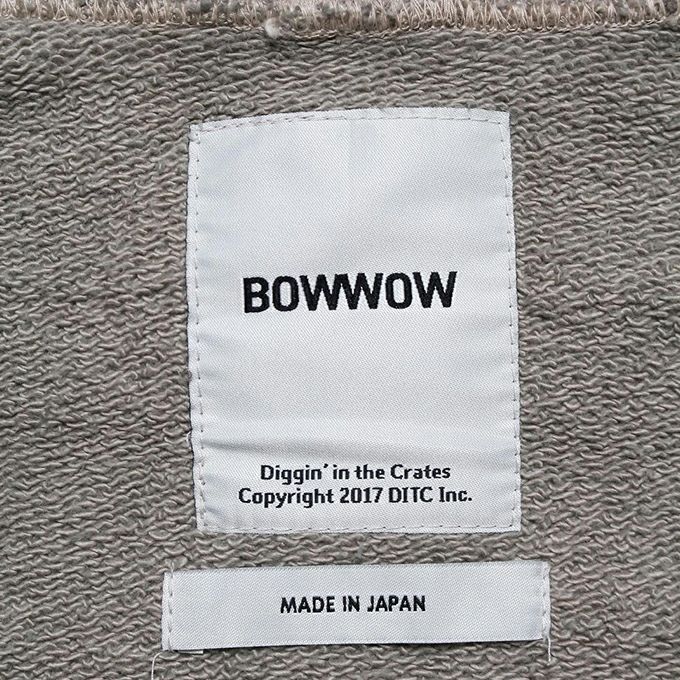 BOWWOW
Diggin' in the Crates
Copyright 2017 DITC Inc.
MADE IN JAPAN